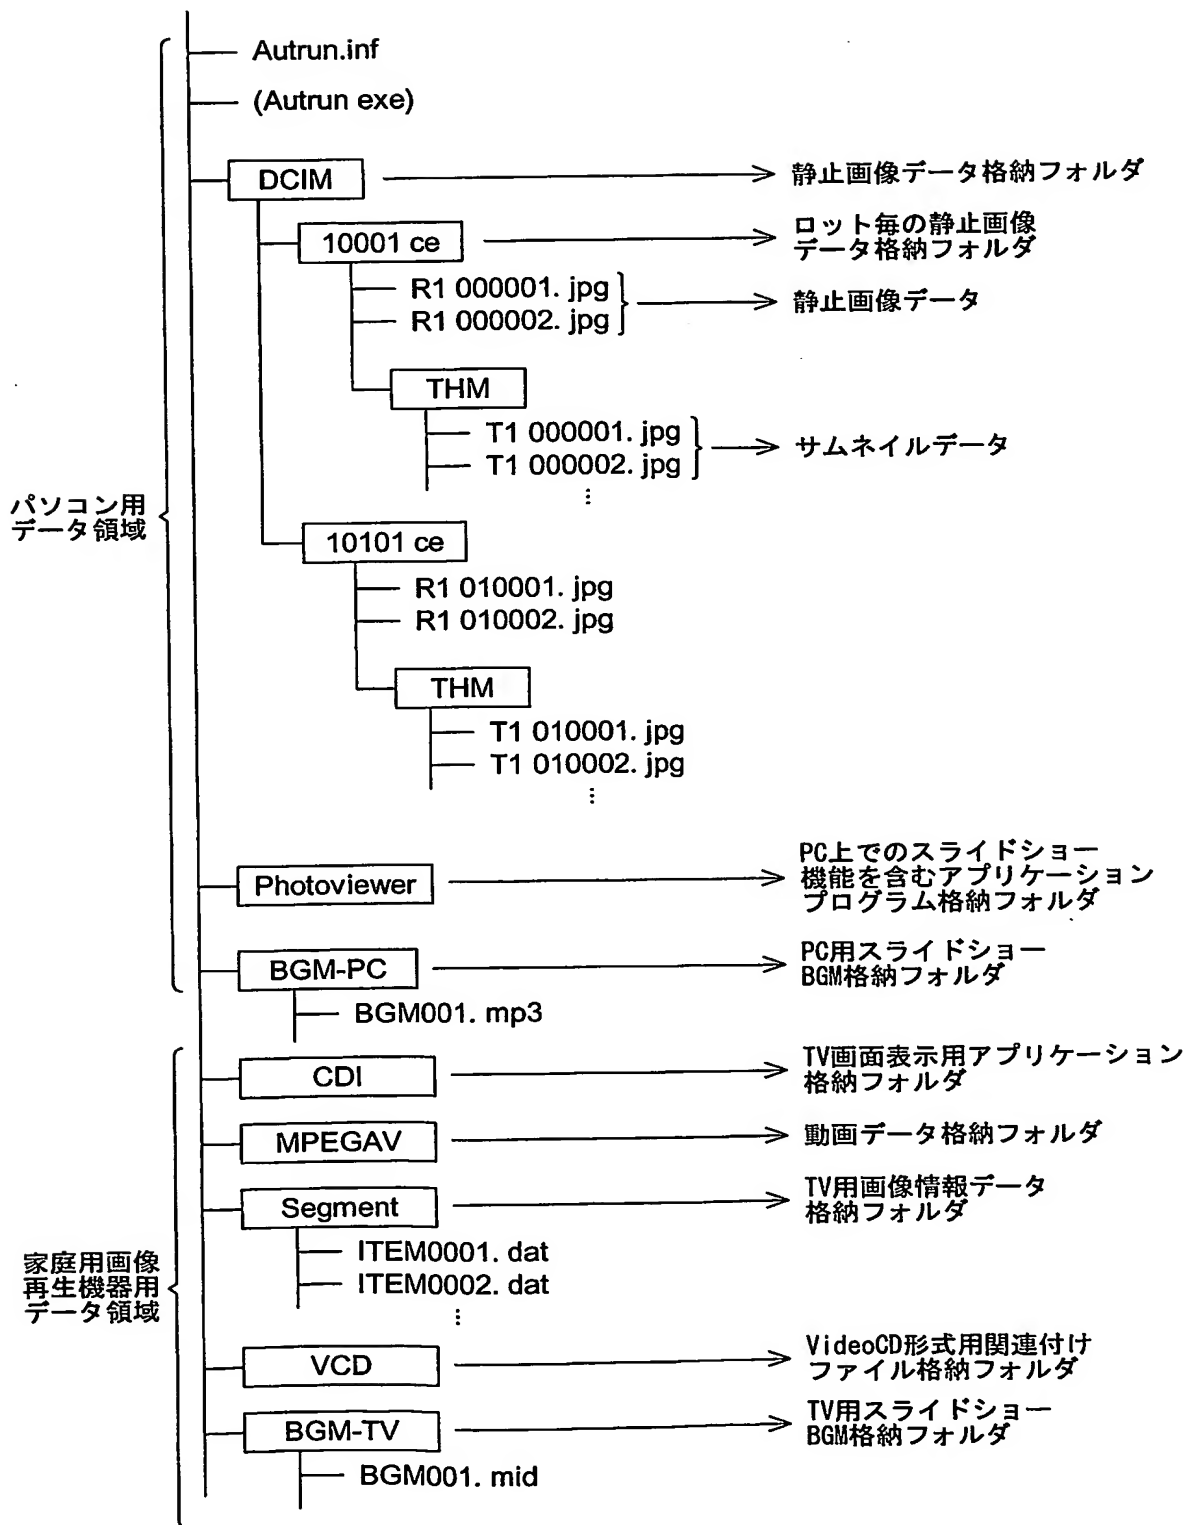 Autrun.inf
(Autrun exe)
DCIM
静止画像データ格納フォルダ
10001 ce
ロット毎の静止画像
データ格納フォルダ
R1 000001. jpg
R1 000002. jpg
静止画像データ
THM
T1 000001. jpg
T1 000002. jpg
サムネイルデータ
⋮
パソコン用
データ領域
10101 ce
R1 010001. jpg
R1 010002. jpg
THM
T1 010001. jpg
T1 010002. jpg
⋮
Photoviewer
PC上でのスライドショー
機能を含むアプリケーション
プログラム格納フォルダ
BGM-PC
PC用スライドショー
BGM格納フォルダ
BGM001. mp3
CDI
TV画面表示用アプリケーション
格納フォルダ
MPEGAV
動画データ格納フォルダ
Segment
TV用画像情報データ
格納フォルダ
ITEM0001. dat
ITEM0002. dat
⋮
家庭用画像
再生機器用
データ領域
VCD
VideoCD形式用関連付け
ファイル格納フォルダ
BGM-TV
TV用スライドショー
BGM格納フォルダ
BGM001. mid